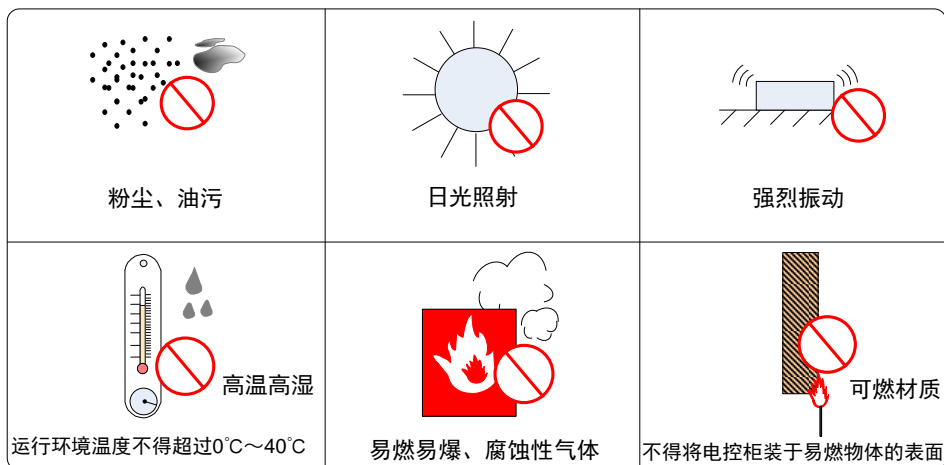 粉尘、油污
日光照射
强烈振动
高温高湿
运行环境温度不得超过0℃～40℃
易燃易爆、腐蚀性气体
可燃材质
不得将电控柜装于易燃物体的表面